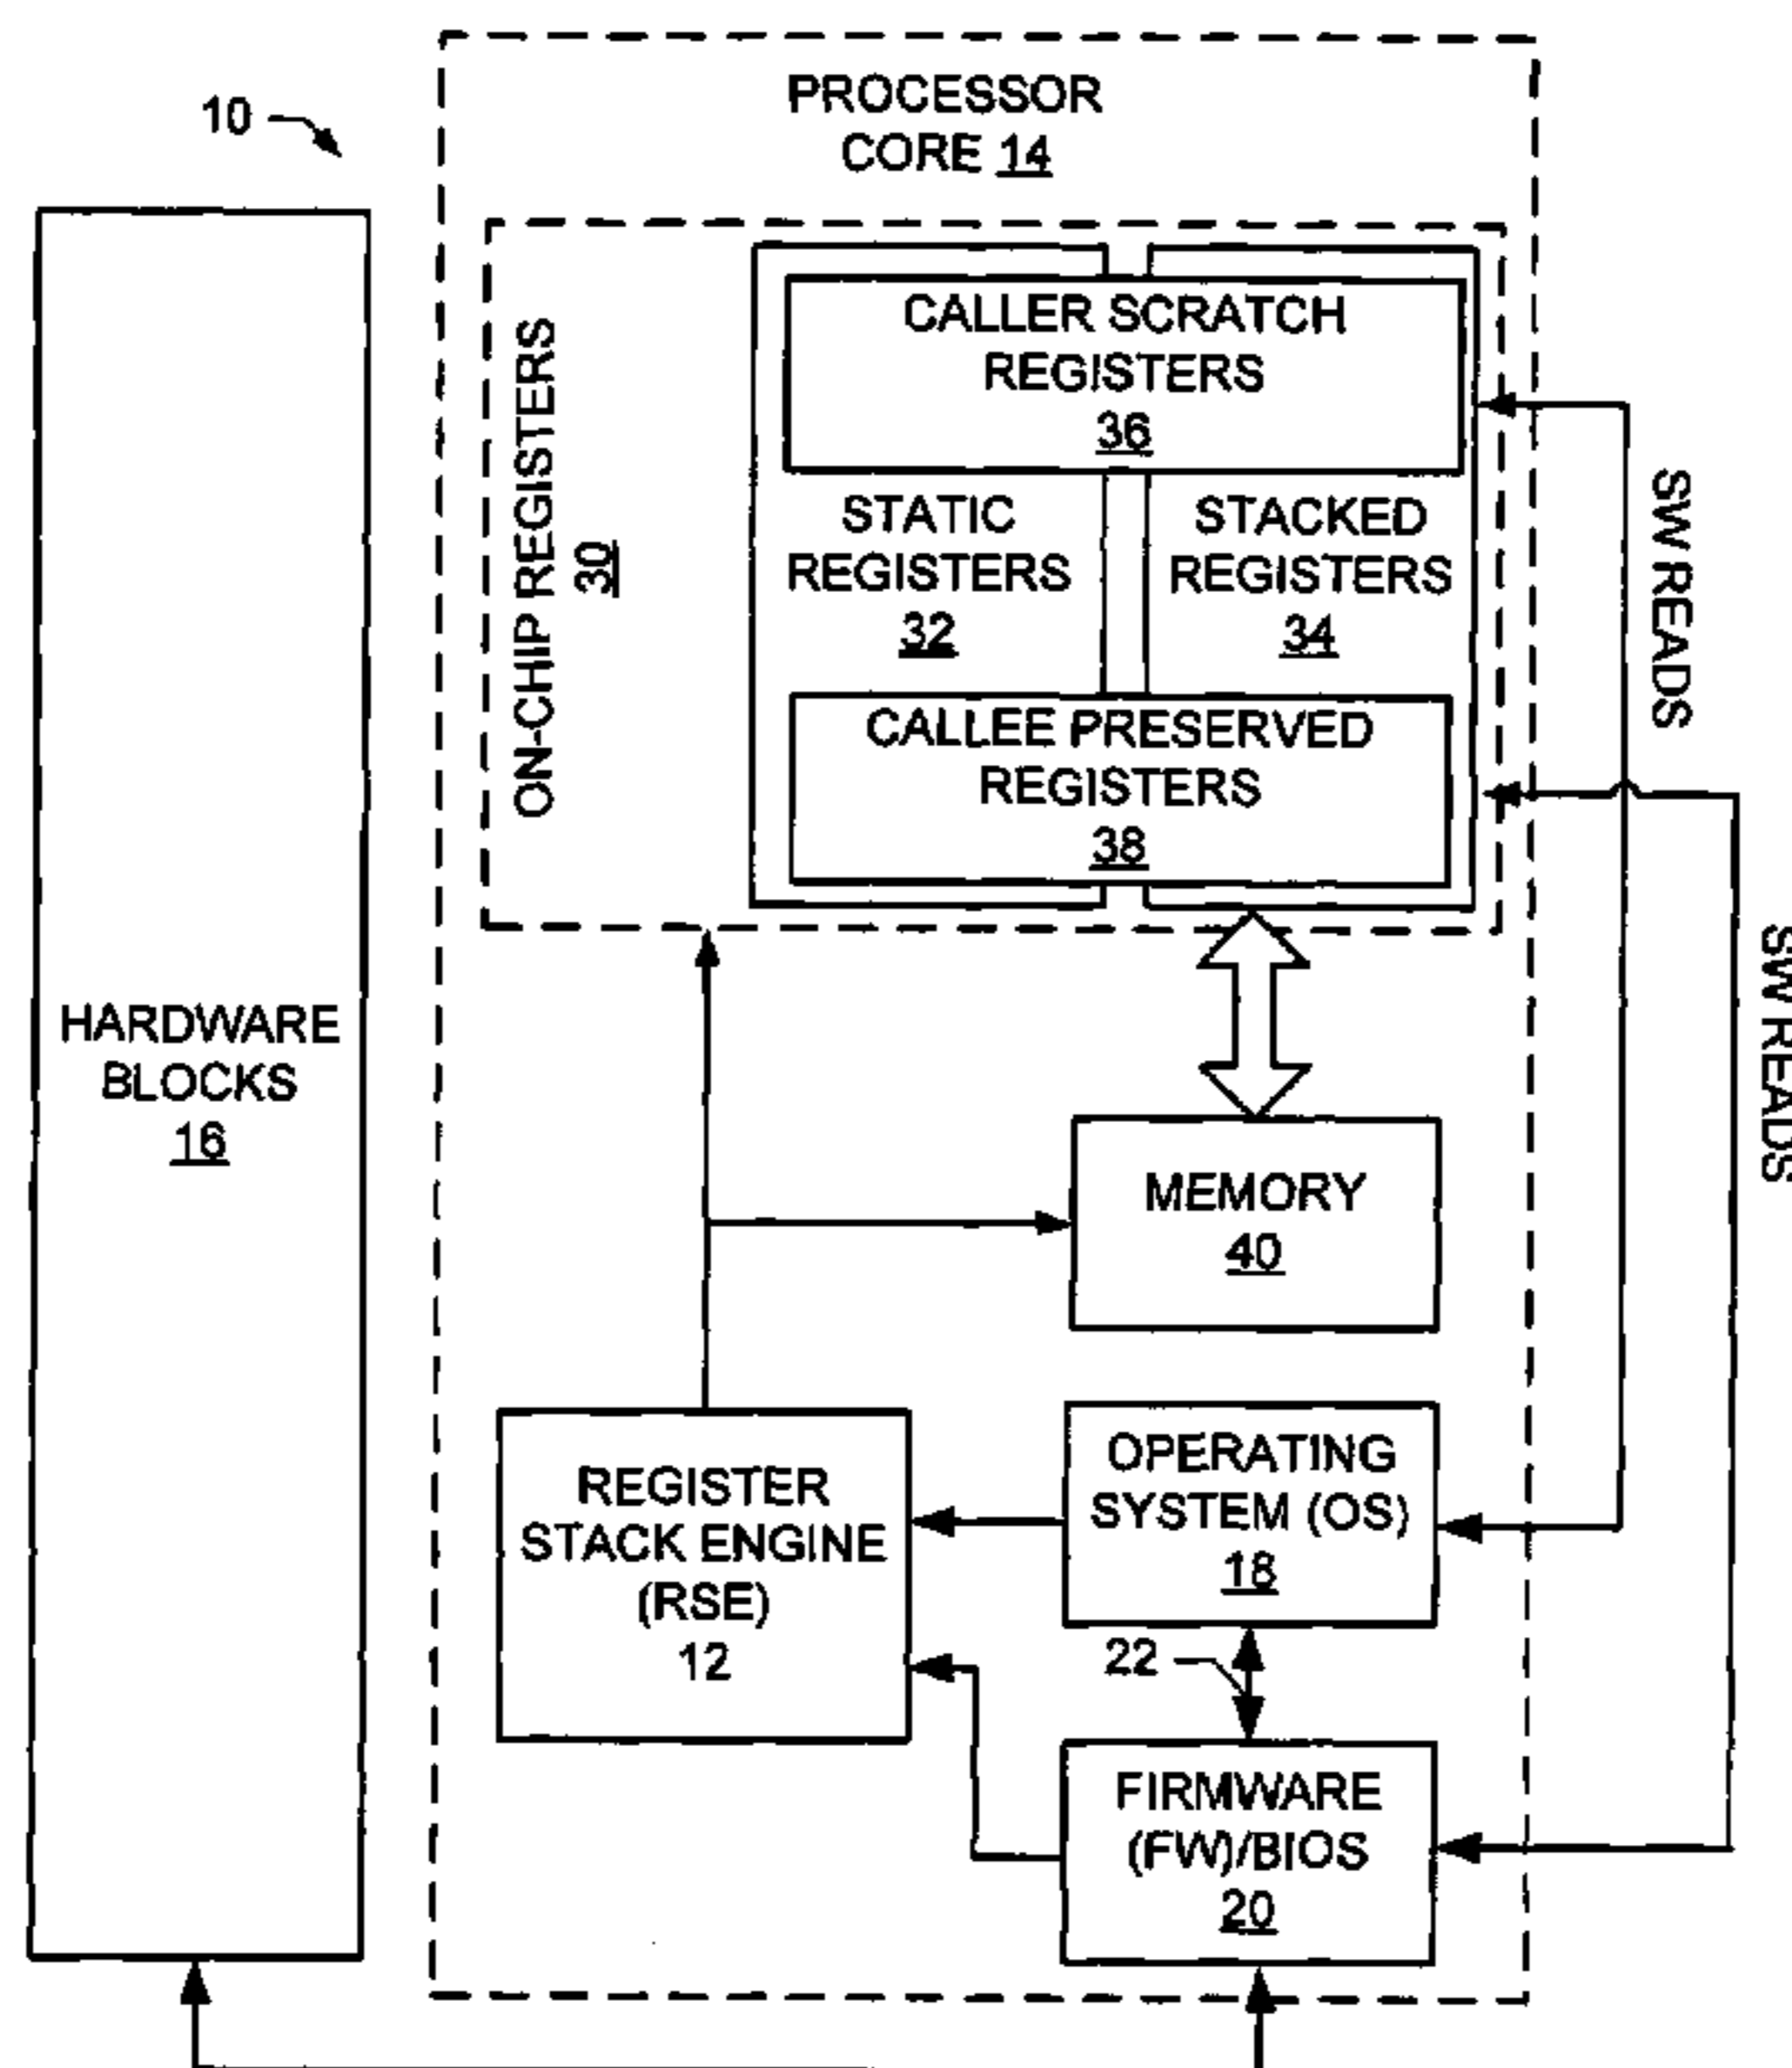 10
PROCESSOR
CORE 14
ON-CHIP REGISTERS
30
CALLER SCRATCH
REGISTERS
36
STATIC
REGISTERS
32
STACKED
REGISTERS
34
CALLEE PRESERVED
REGISTERS
38
SW READS
SW READS
HARDWARE
BLOCKS
16
MEMORY
40
REGISTER
STACK ENGINE
(RSE)
12
OPERATING
SYSTEM (OS)
18
22
FIRMWARE
(FW)/BIOS
20